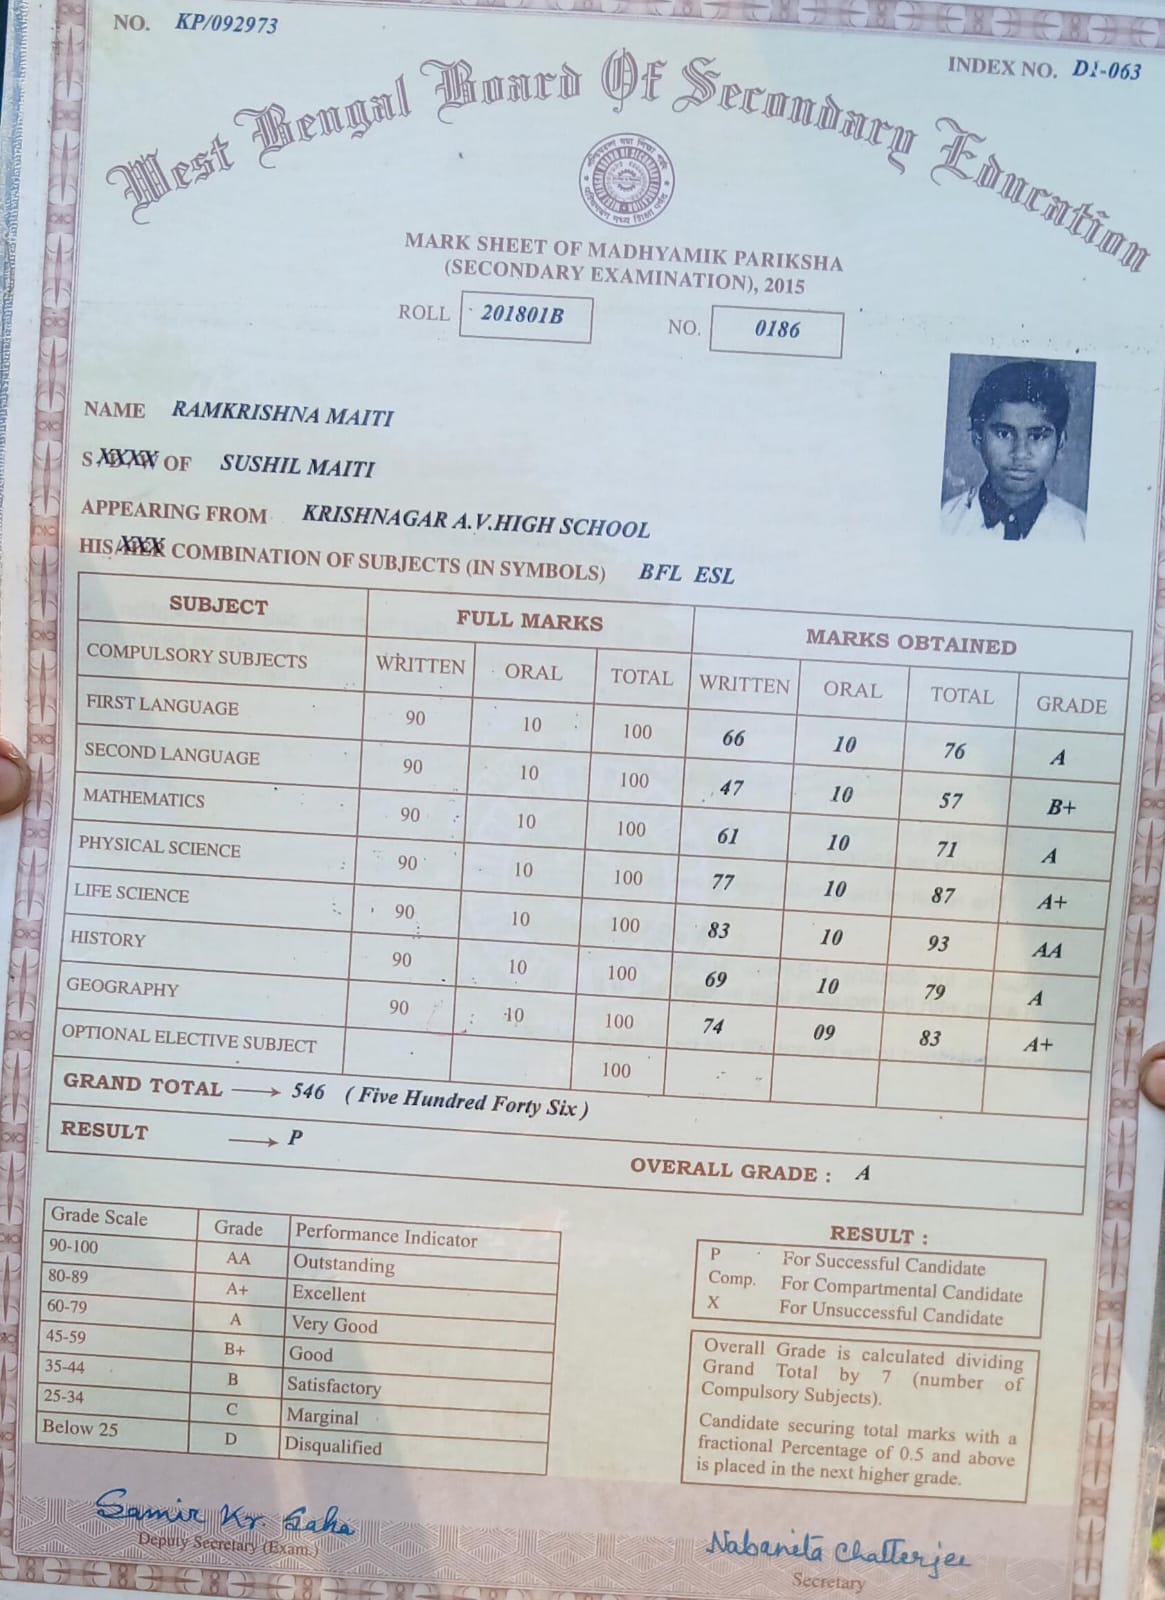 NO. KP/092973
INDEX NO. D1-063
West Bengal Board Of Secondary Education
MARK SHEET OF MADHYAMIK PARIKSHA
(SECONDARY EXAMINATION), 2015
ROLL 201801B NO. 0186
NAME RAMKRISHNA MAITI
S XXXX OF SUSHIL MAITI
APPEARING FROM KRISHNAGAR A.V.HIGH SCHOOL
HIS/XXX COMBINATION OF SUBJECTS (IN SYMBOLS) BFL ESL
SUBJECT FULL MARKS MARKS OBTAINED
COMPULSORY SUBJECTS WRITTEN ORAL TOTAL WRITTEN ORAL TOTAL GRADE
FIRST LANGUAGE 90 10 100 66 10 76 A
SECOND LANGUAGE 90 10 100 47 10 57 B+
MATHEMATICS 90 10 100 61 10 71 A
PHYSICAL SCIENCE 90 10 100 77 10 87 A+
LIFE SCIENCE 90 10 100 83 10 93 AA
HISTORY 90 10 100 69 10 79 A
GEOGRAPHY 90 10 100 74 09 83 A+
OPTIONAL ELECTIVE SUBJECT 100
GRAND TOTAL → 546 ( Five Hundred Forty Six )
RESULT → P
OVERALL GRADE : A
Grade Scale Grade Performance Indicator
90-100 AA Outstanding
80-89 A+ Excellent
60-79 A Very Good
45-59 B+ Good
35-44 B Satisfactory
25-34 C Marginal
Below 25 D Disqualified
RESULT :
P For Successful Candidate
Comp. For Compartmental Candidate
X For Unsuccessful Candidate
Overall Grade is calculated dividing
Grand Total by 7 (number of
Compulsory Subjects).
Candidate securing total marks with a
fractional Percentage of 0.5 and above
is placed in the next higher grade.
Samir Kr. Saha
Deputy Secretary (Exam.)
Nabanita Chatterjee
Secretary